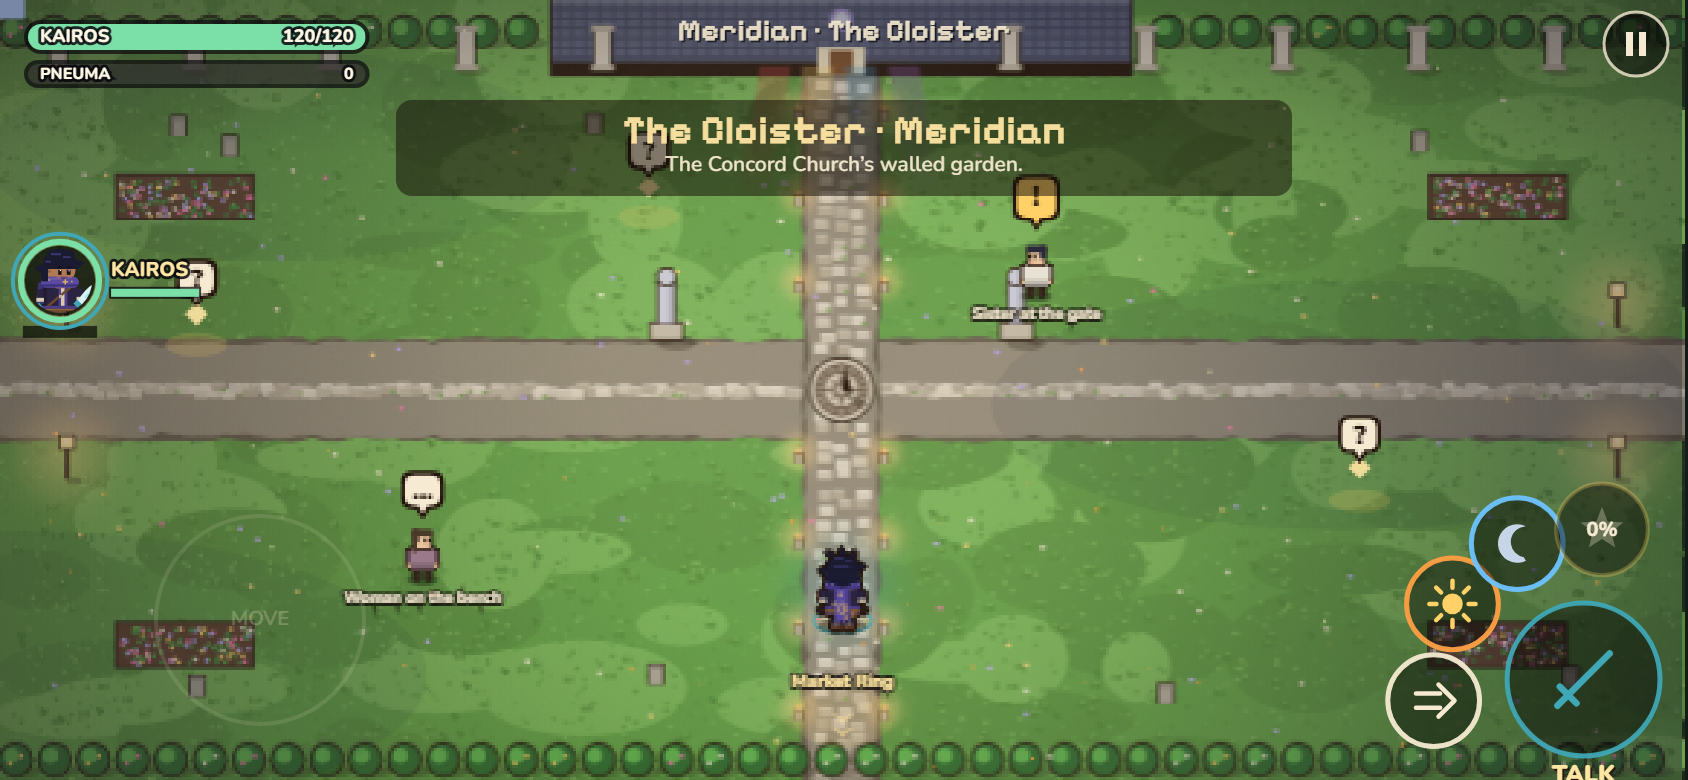 KAIROS 120/120
PNEUMA 0
Meridian · The Cloister
The Cloister · Meridian
The Concord Church's walled garden.
?
!
KAIROS
?
Sister at the gate
?
...
Woman on the bench
MOVE
0%
Market Ring
TALK